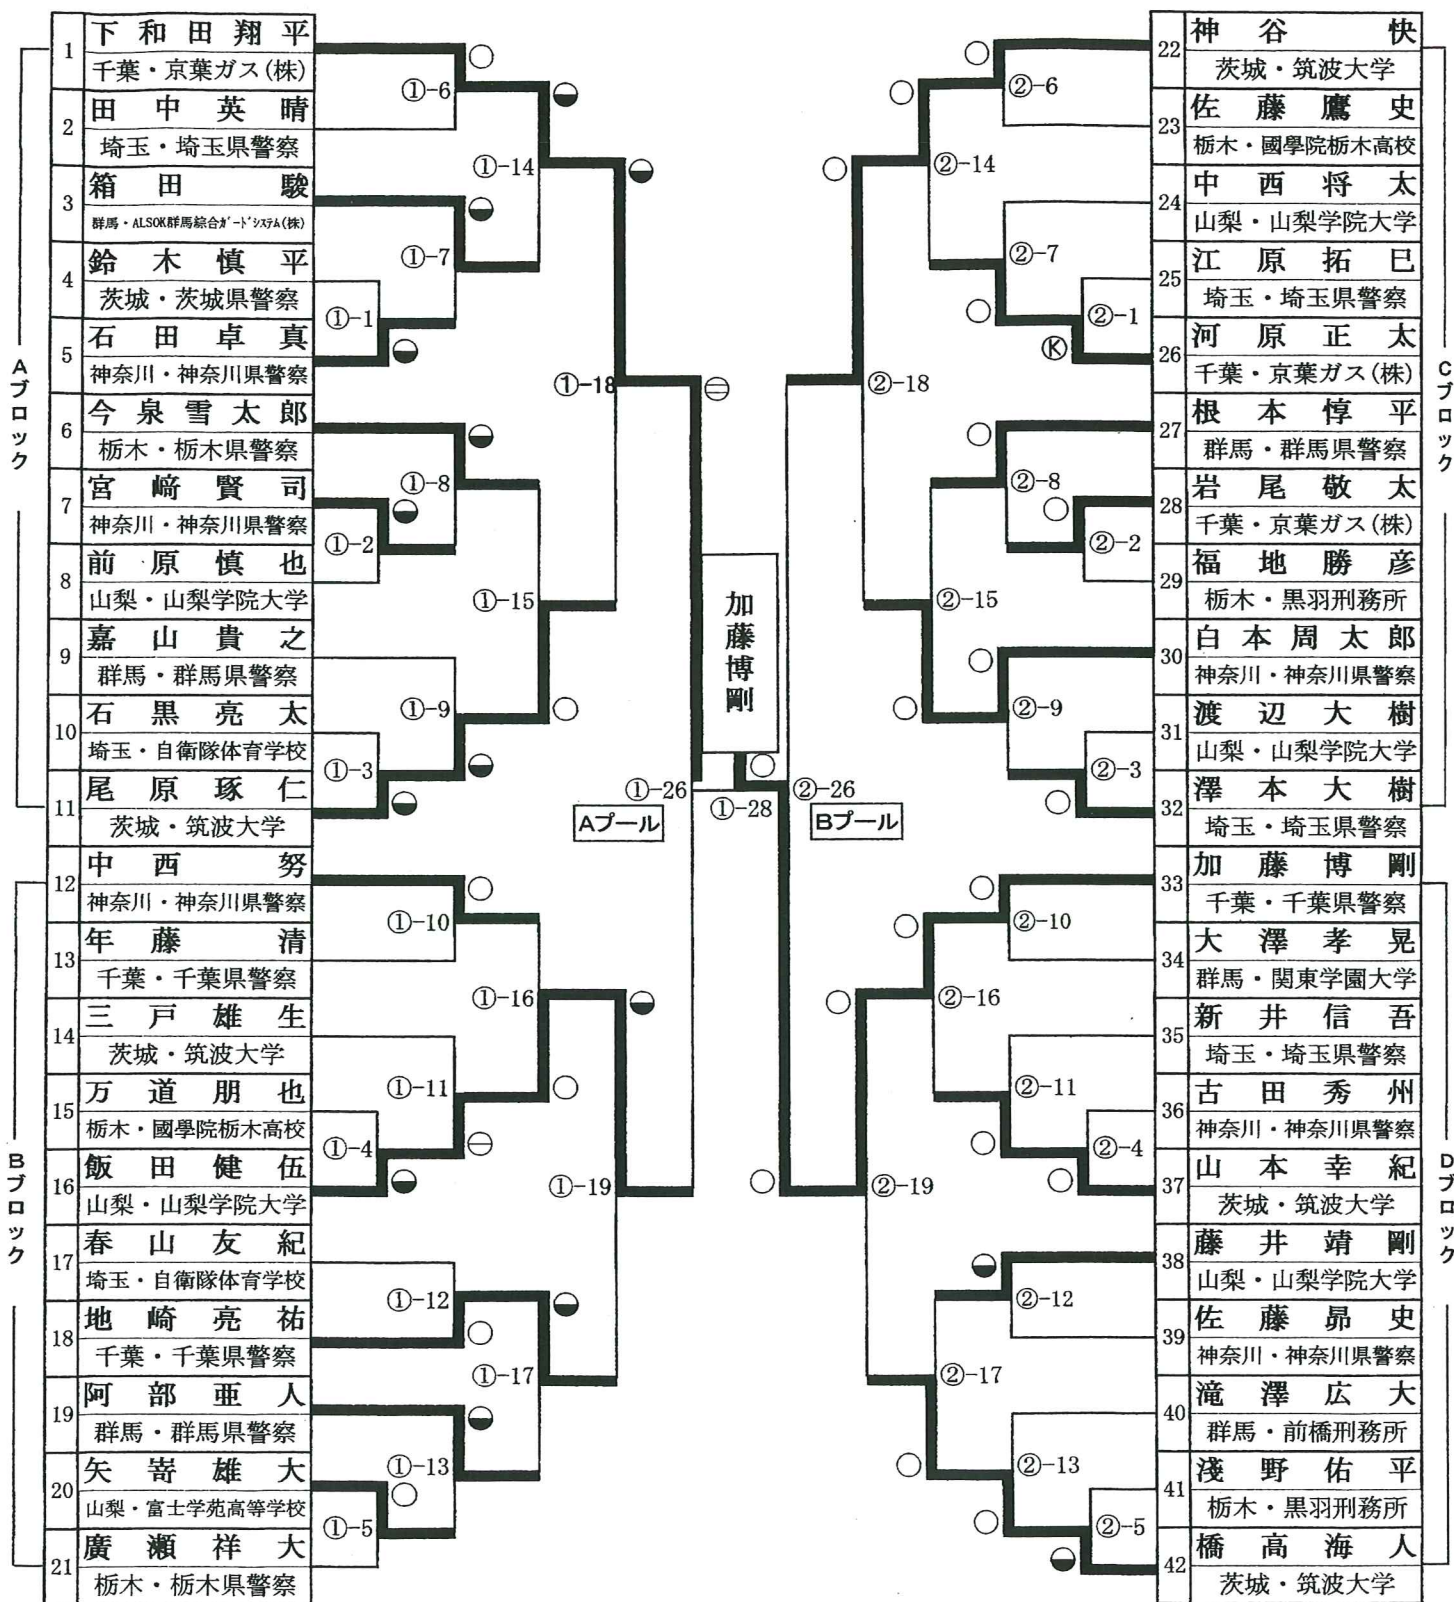 Aブロック
1
下和田翔平
千葉・京葉ガス(株)
2
田中英晴
埼玉・埼玉県警察
3
箱田駿
群馬・ALSOK群馬綜合ガードシステム(株)
4
鈴木慎平
茨城・茨城県警察
5
石田卓真
神奈川・神奈川県警察
6
今泉雪太郎
栃木・栃木県警察
7
宮﨑賢司
神奈川・神奈川県警察
8
前原慎也
山梨・山梨学院大学
9
嘉山貴之
群馬・群馬県警察
10
石黒亮太
埼玉・自衛隊体育学校
11
尾原琢仁
茨城・筑波大学
Bブロック
12
中西努
神奈川・神奈川県警察
13
年藤清
千葉・千葉県警察
14
三戸雄生
茨城・筑波大学
15
万道朋也
栃木・國學院栃木高校
16
飯田健伍
山梨・山梨学院大学
17
春山友紀
埼玉・自衛隊体育学校
18
地崎亮祐
千葉・千葉県警察
19
阿部亜人
群馬・群馬県警察
20
矢嵜雄大
山梨・富士学苑高等学校
21
廣瀬祥大
栃木・栃木県警察
①-6
①-14
①-7
①-1
①-18
①-8
①-2
①-15
①-9
①-3
①-26
Aプール
①-10
①-16
①-11
①-4
①-19
①-12
①-17
①-13
①-5
加藤博剛
①-28
②-6
②-14
②-7
②-1
Ⓚ
②-18
②-8
②-2
②-15
②-9
②-3
②-26
Bプール
②-10
②-16
②-11
②-4
②-19
②-12
②-17
②-13
②-5
Cブロック
22
神谷快
茨城・筑波大学
23
佐藤鷹史
栃木・國學院栃木高校
24
中西将太
山梨・山梨学院大学
25
江原拓巳
埼玉・埼玉県警察
26
河原正太
千葉・京葉ガス(株)
27
根本惇平
群馬・群馬県警察
28
岩尾敬太
千葉・京葉ガス(株)
29
福地勝彦
栃木・黒羽刑務所
30
白本周太郎
神奈川・神奈川県警察
31
渡辺大樹
山梨・山梨学院大学
32
澤本大樹
埼玉・埼玉県警察
Dブロック
33
加藤博剛
千葉・千葉県警察
34
大澤孝晃
群馬・関東学園大学
35
新井信吾
埼玉・埼玉県警察
36
古田秀州
神奈川・神奈川県警察
37
山本幸紀
茨城・筑波大学
38
藤井靖剛
山梨・山梨学院大学
39
佐藤昴史
神奈川・神奈川県警察
40
滝澤広大
群馬・前橋刑務所
41
淺野佑平
栃木・黒羽刑務所
42
橋高海人
茨城・筑波大学